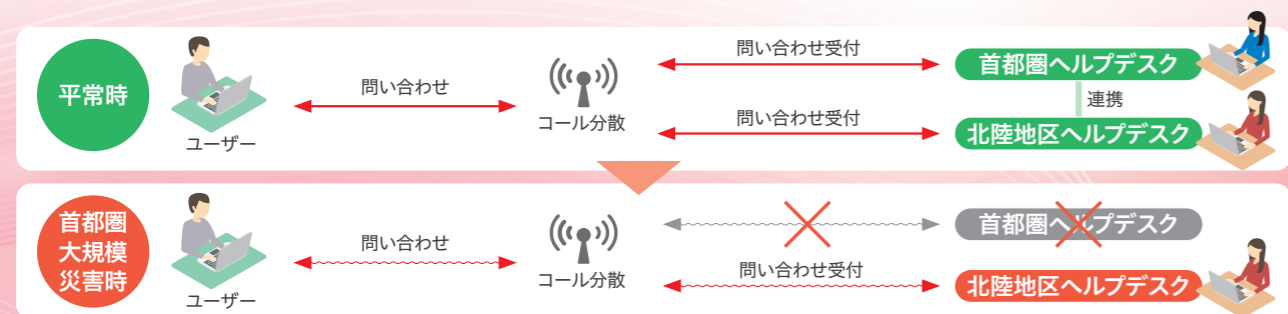 平常時
ユーザー
問い合わせ
コール分散
問い合わせ受付
首都圏ヘルプデスク
連携
問い合わせ受付
北陸地区ヘルプデスク
首都圏
大規模
災害時
ユーザー
問い合わせ
コール分散
首都圏ヘルプデスク
問い合わせ受付
北陸地区ヘルプデスク